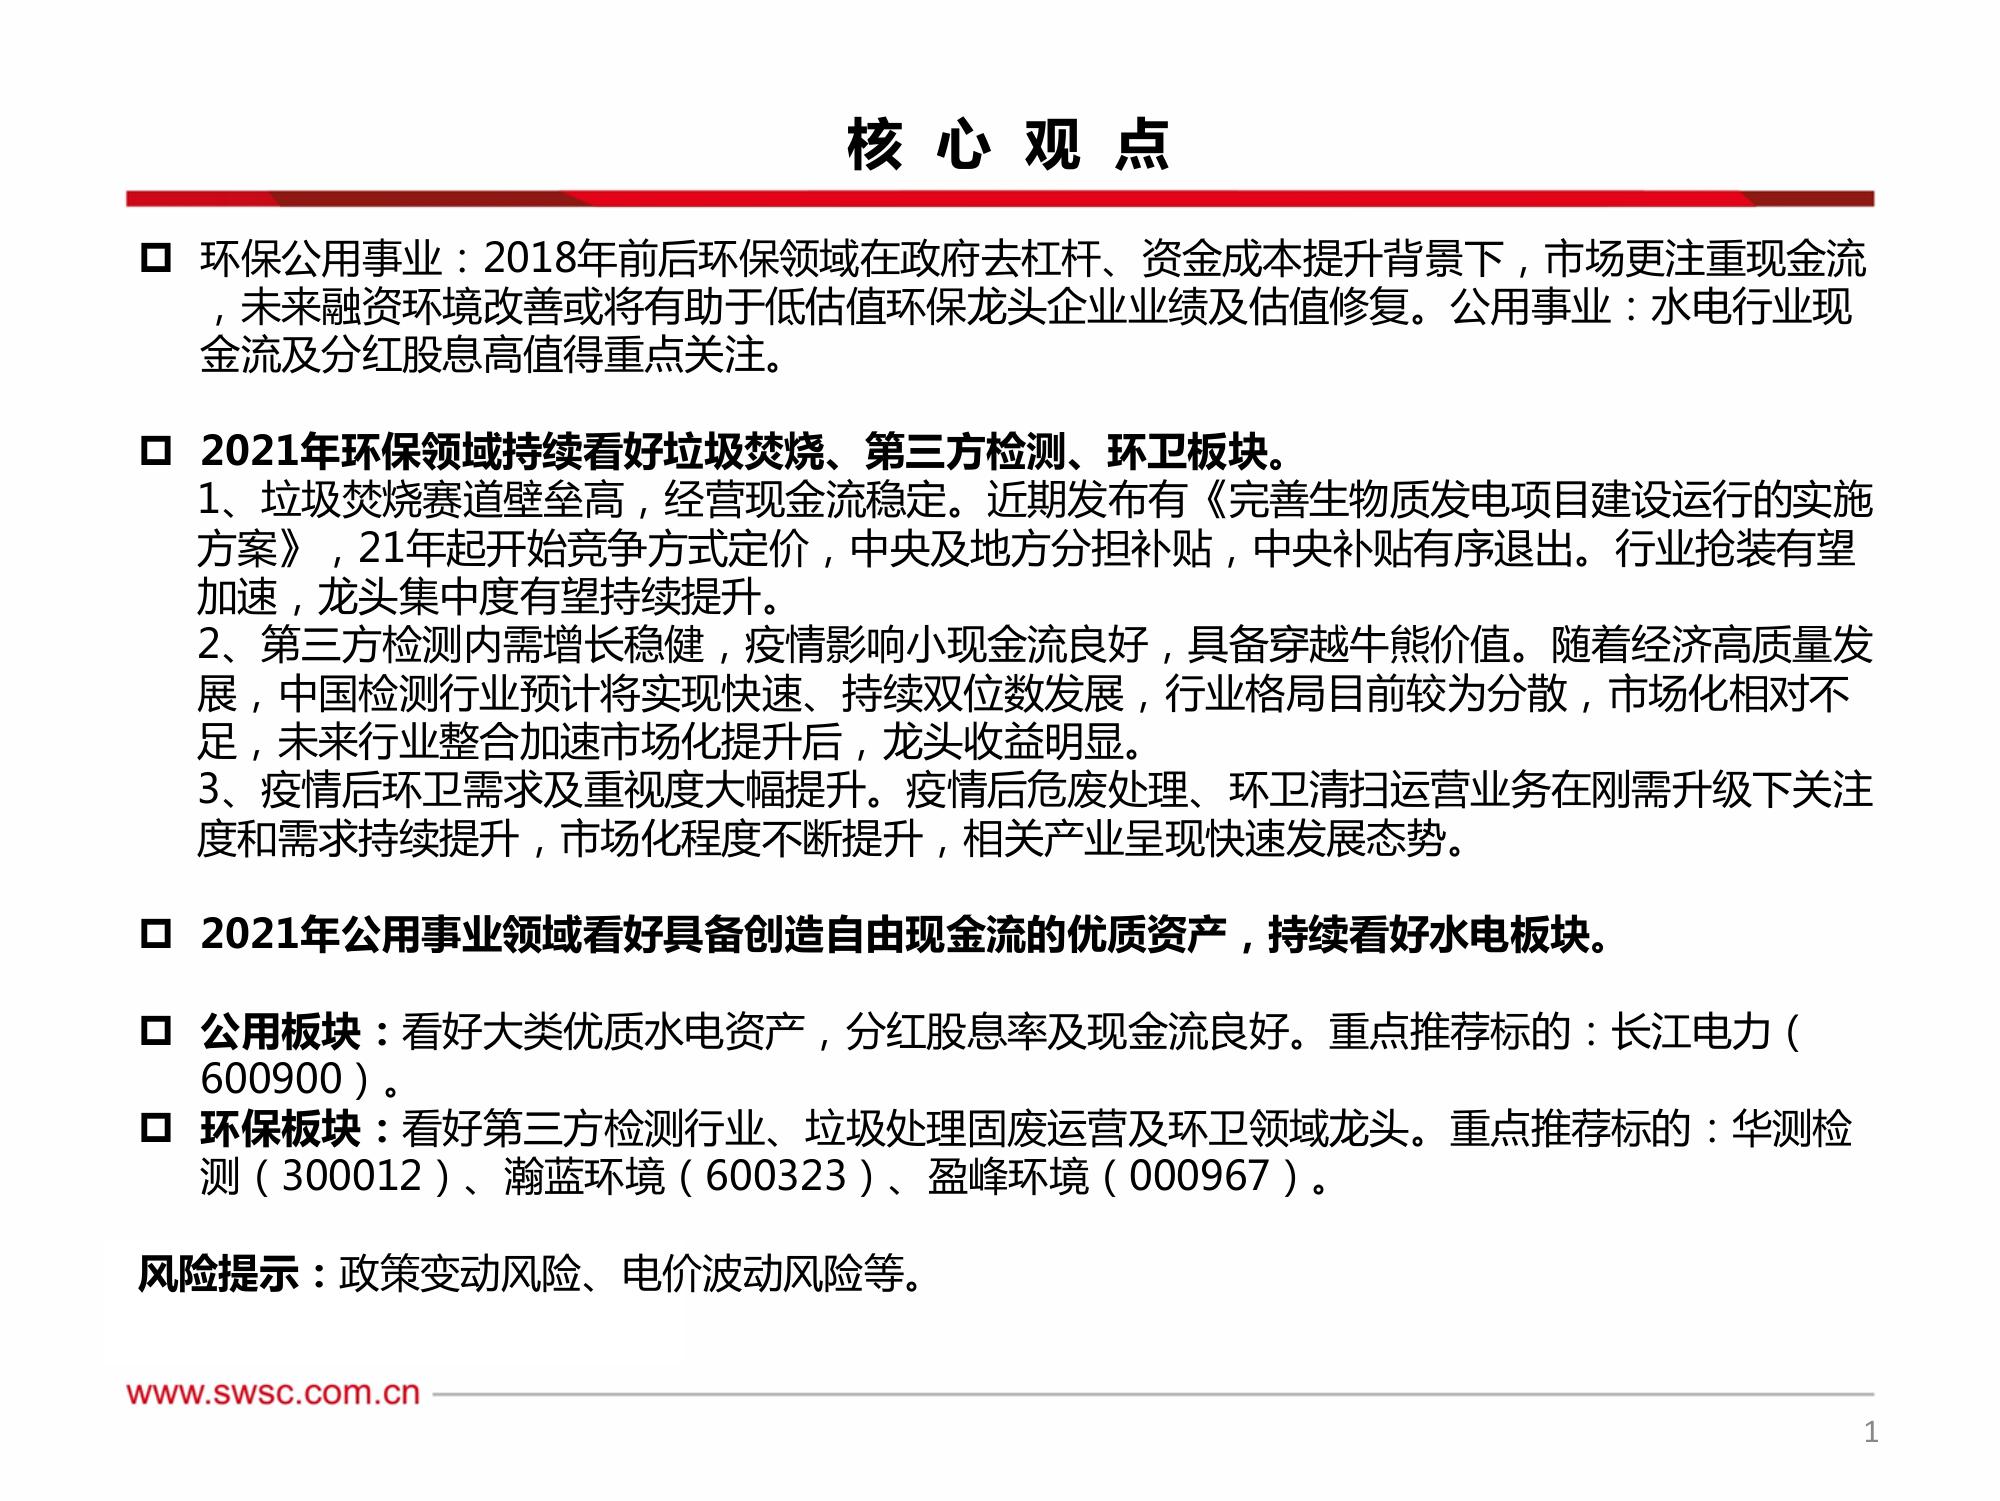 核心观点
环保公用事业：2018年前后环保领域在政府去杠杆、资金成本提升背景下，市场更注重现金流
，未来融资环境改善或将有助于低估值环保龙头企业业绩及估值修复。公用事业：水电行业现
金流及分红股息高值得重点关注。
2021年环保领域持续看好垃圾焚烧、第三方检测、环卫板块。
1、垃圾焚烧赛道壁垒高，经营现金流稳定。近期发布有《完善生物质发电项目建设运行的实施
方案》，21年起开始竞争方式定价，中央及地方分担补贴，中央补贴有序退出。行业抢装有望
加速，龙头集中度有望持续提升。
2、第三方检测内需增长稳健，疫情影响小现金流良好，具备穿越牛熊价值。随着经济高质量发
展，中国检测行业预计将实现快速、持续双位数发展，行业格局目前较为分散，市场化相对不
足，未来行业整合加速市场化提升后，龙头收益明显。
3、疫情后环卫需求及重视度大幅提升。疫情后危废处理、环卫清扫运营业务在刚需升级下关注
度和需求持续提升，市场化程度不断提升，相关产业呈现快速发展态势。
2021年公用事业领域看好具备创造自由现金流的优质资产，持续看好水电板块。
公用板块：看好大类优质水电资产，分红股息率及现金流良好。重点推荐标的：长江电力（
600900）。
环保板块：看好第三方检测行业、垃圾处理固废运营及环卫领域龙头。重点推荐标的：华测检
测（300012）、瀚蓝环境（600323）、盈峰环境（000967）。
风险提示：政策变动风险、电价波动风险等。
www.swsc.com.cn
1